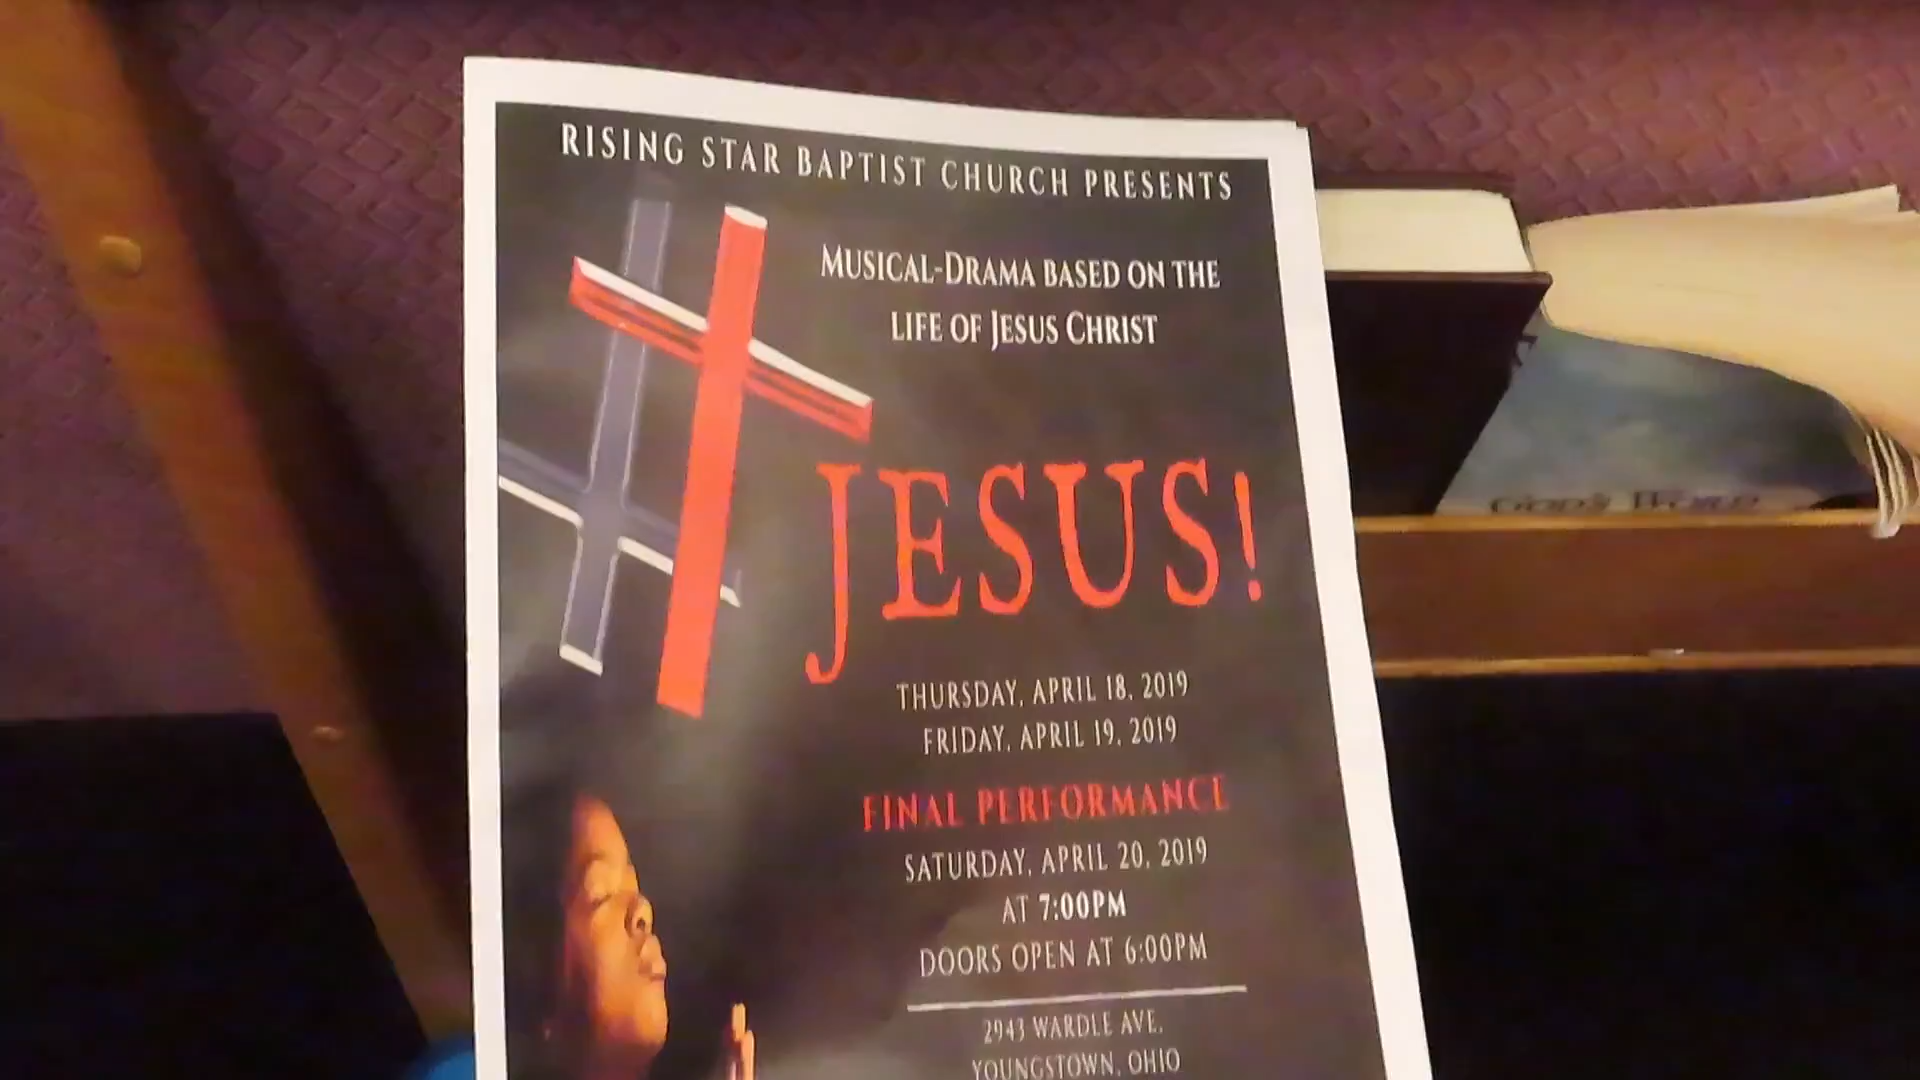 RISING STAR BAPTIST CHURCH PRESENTS
MUSICAL-DRAMA BASED ON THE
LIFE OF JESUS CHRIST
JESUS!
THURSDAY, APRIL 18, 2019
FRIDAY, APRIL 19, 2019
FINAL PERFORMANCE
SATURDAY, APRIL 20, 2019
AT 7:00PM
DOORS OPEN AT 6:00PM
2943 WARDLE AVE,
YOUNGSTOWN, OHIO